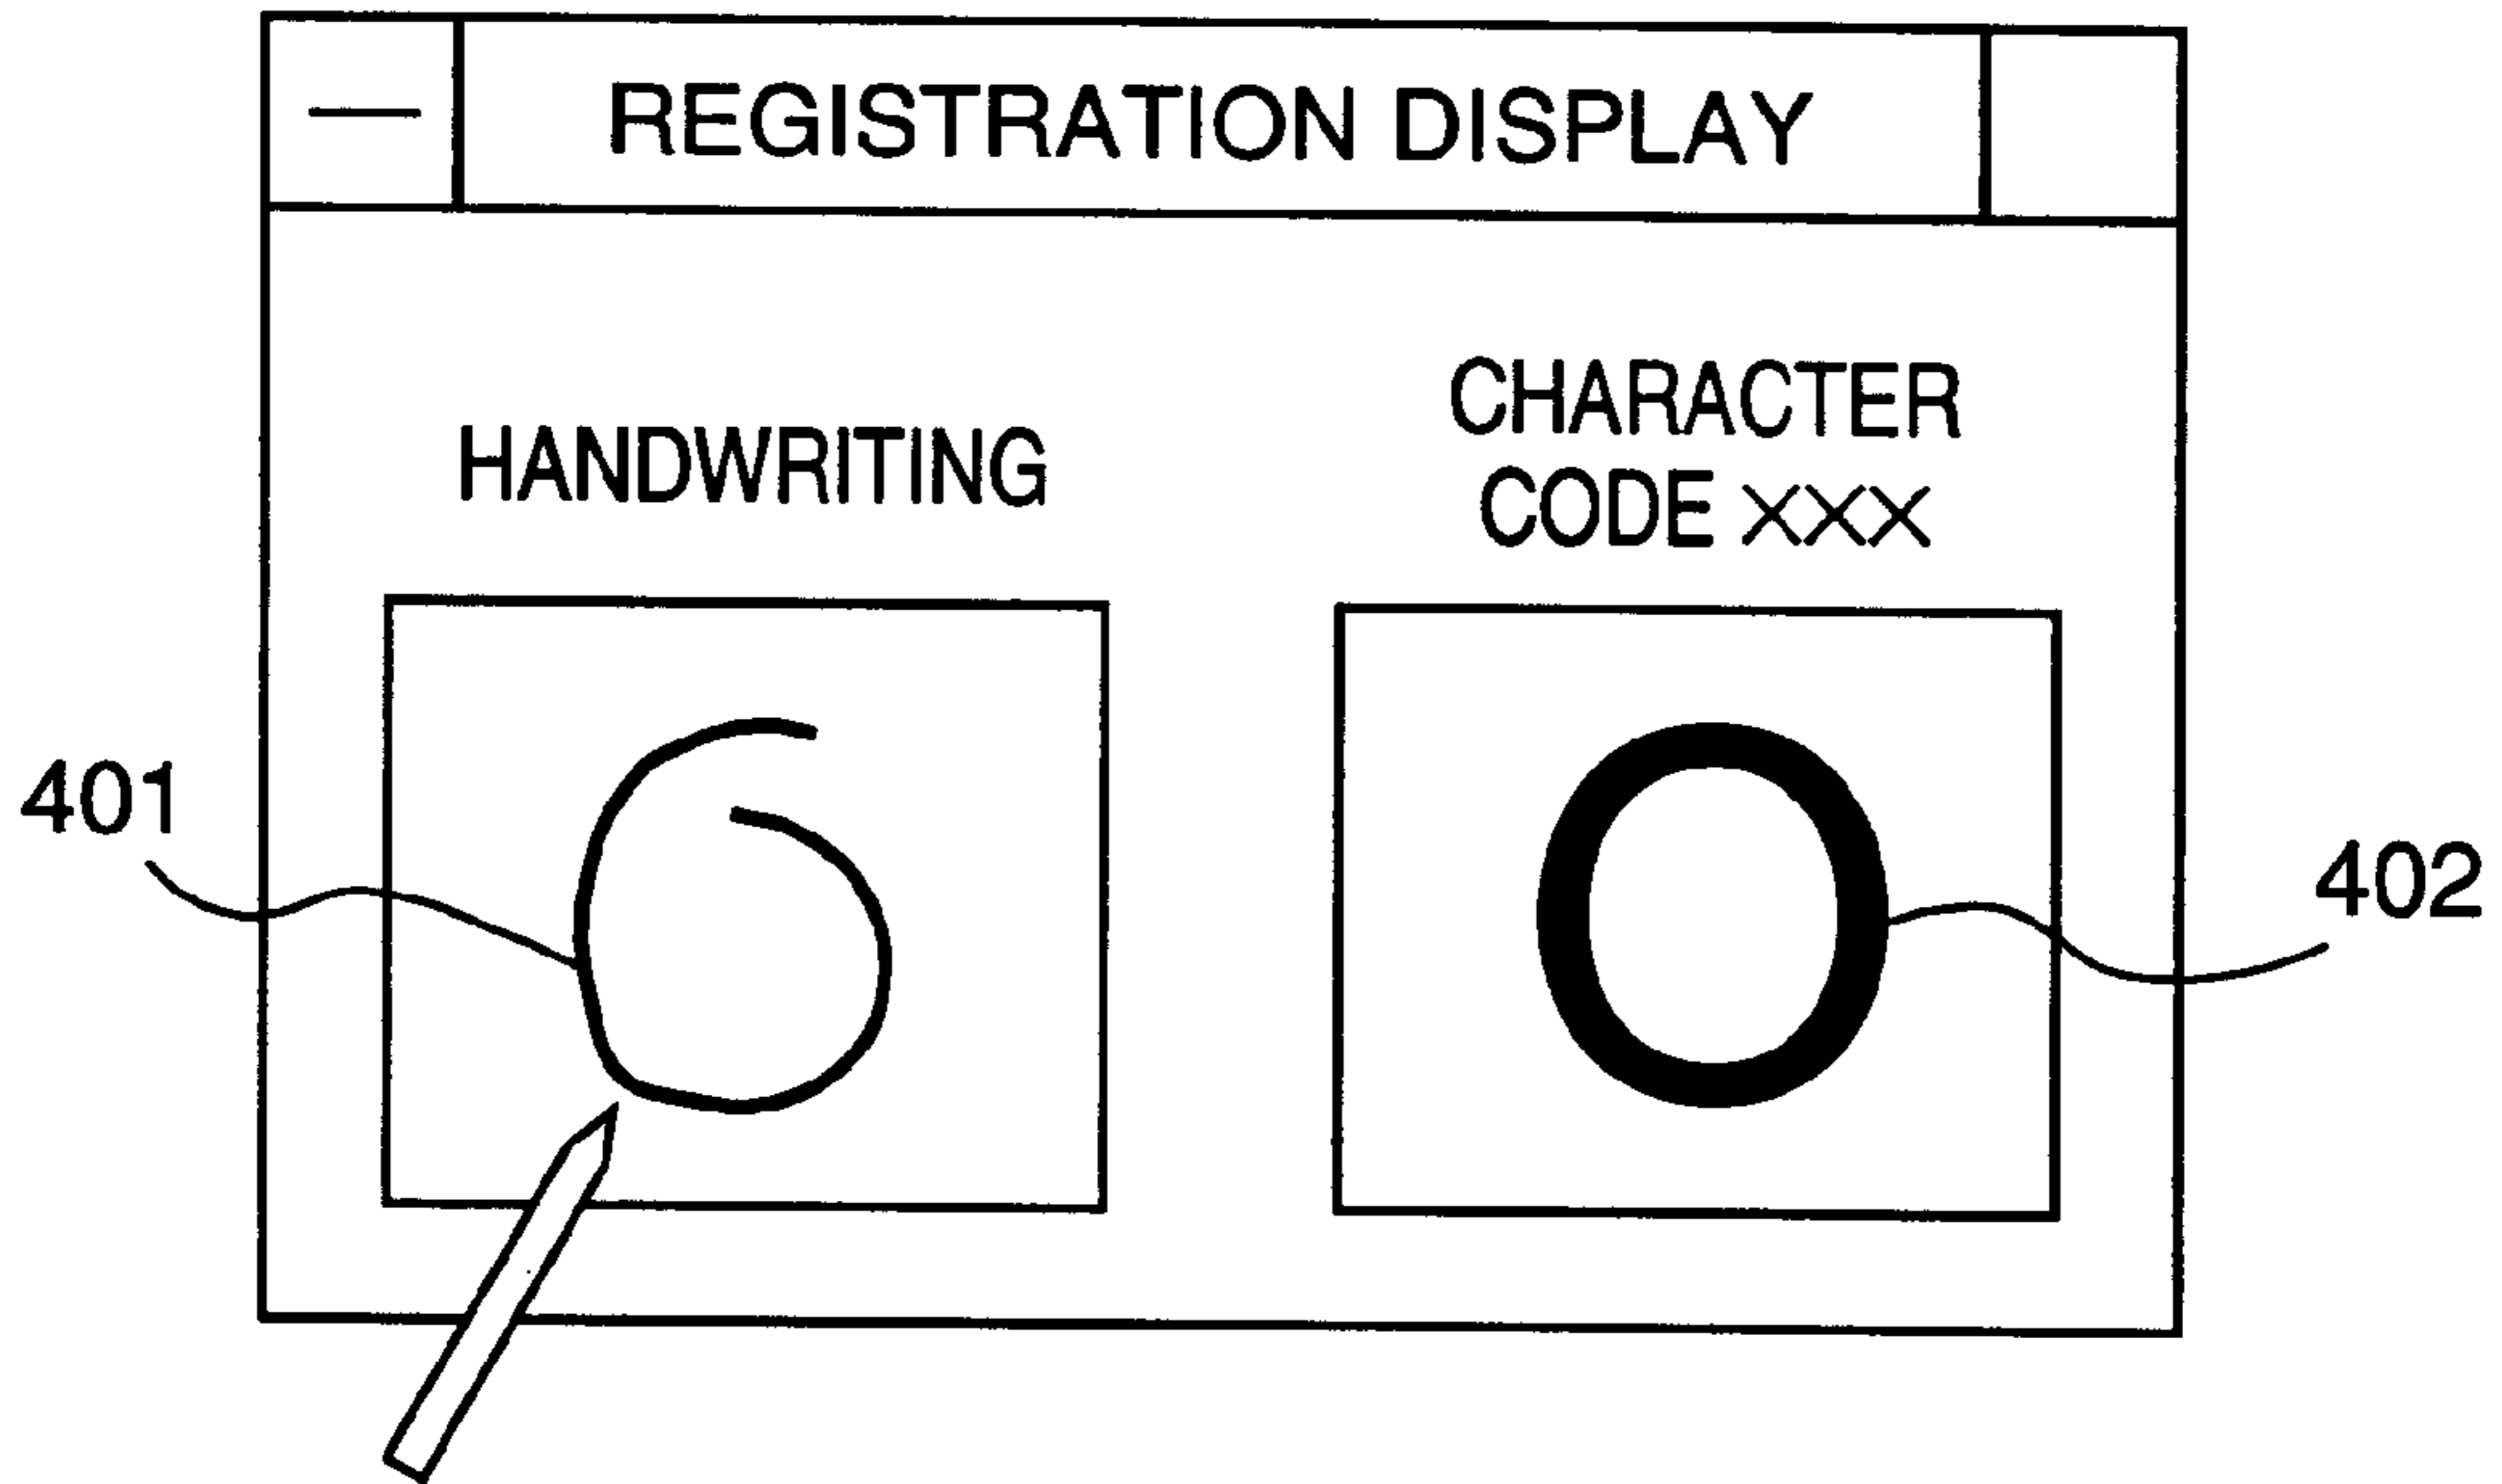 REGISTRATION DISPLAY
HANDWRITING
CHARACTER
CODE XXX
401
O
402